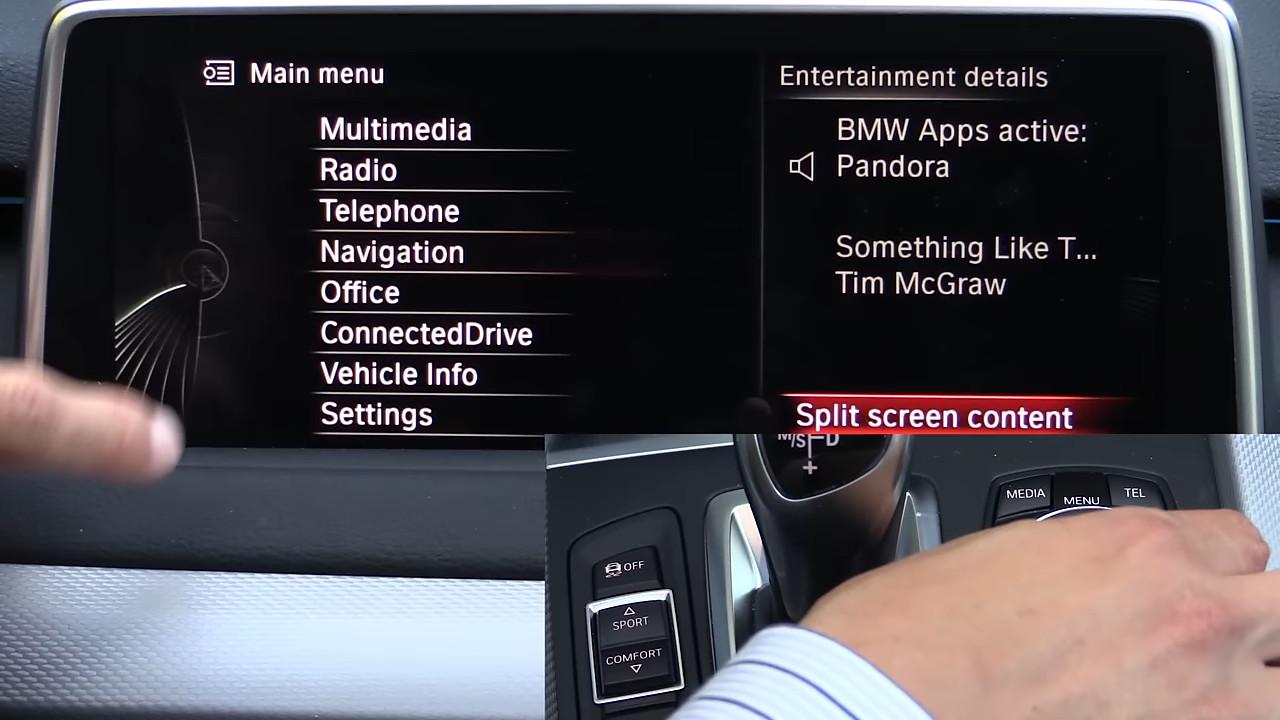 Main menu
Multimedia
Radio
Telephone
Navigation
Office
ConnectedDrive
Vehicle Info
Settings
Entertainment details
BMW Apps active:
Pandora
Something Like T...
Tim McGraw
Split screen content
M/S D
+
MEDIA
MENU
TEL
OFF
SPORT
COMFORT